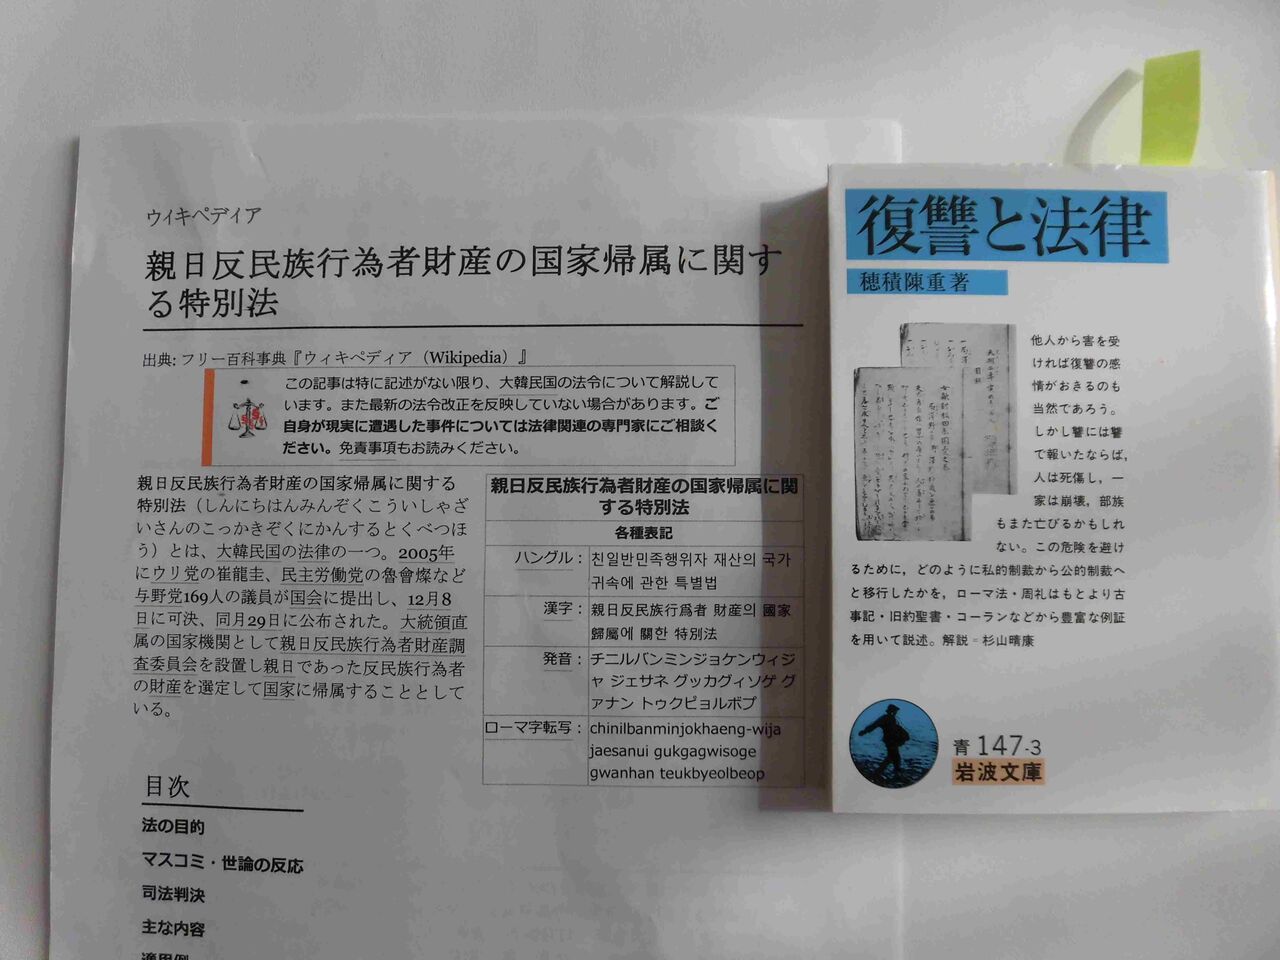 ウィキペディア
親日反民族行為者財産の国家帰属に関す
る特別法
出典: フリー百科事典『ウィキペディア（Wikipedia）』
この記事は特に記述がない限り、大韓民国の法令について解説して
います。また最新の法令改正を反映していない場合があります。ご
自身が現実に遭遇した事件については法律関連の専門家にご相談く
ださい。免責事項もお読みください。
親日反民族行為者財産の国家帰属に関する
特別法（しんにちはんみんぞくこういしゃざ
いさんのこっかきぞくにかんするとくべつほ
う）とは、大韓民国の法律の一つ。2005年
にウリ党の崔龍圭、民主労働党の魯會燦など
与野党169人の議員が国会に提出し、12月8
日に可決、同月29日に公布された。大統領直
属の国家機関として親日反民族行為者財産調
査委員会を設置し親日であった反民族行為者
の財産を選定して国家に帰属することとして
いる。
親日反民族行為者財産の国家帰属に関
する特別法
各種表記
ハングル： 친일반민족행위자 재산의 국가
귀속에 관한 특별법
漢字： 親日反民族行爲者 財産의 國家
歸屬에 關한 特別法
発音： チニルバンミンジョケンウィジ
ャ ジェサネ グッカグィソゲ グ
ァナン トゥクピョルボプ
ローマ字転写： chinilbanminjokhaeng-wija
jaesanui gukgagwisoge
gwanhan teukbyeolbeop
目次
法の目的
マスコミ・世論の反応
司法判決
主な内容
適用例
復讐と法律
穂積陳重著
他人から害を受
ければ復讐の感
情がおきるのも
当然であろう。
しかし讐には讐
で報いたならば，
人は死傷し，一
家は崩壊，部族
もまた亡びるかもしれ
ない。この危険を避け
るために，どのように私的制裁から公的制裁へ
と移行したかを，ローマ法・周礼はもとより古
事記・旧約聖書・コーランなどから豊富な例証
を用いて説述。解説＝杉山晴康
青 147-3
岩波文庫